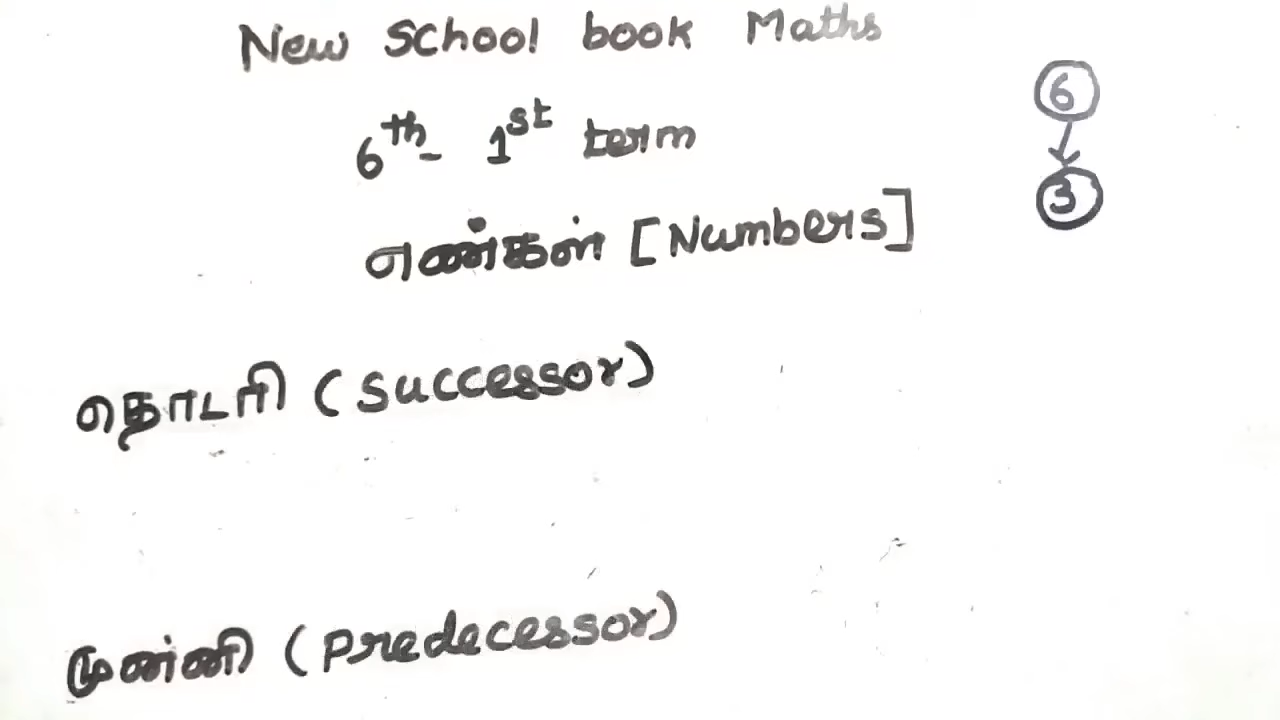 New School book Maths
6th- 1st term
எண்கள் [Numbers]
6
3
தொடரி (Successor)
முன்னி (Predecessor)